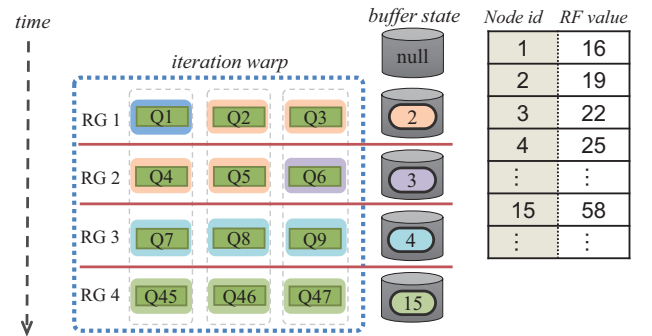 time
buffer state
Node id RF value
null
iteration warp
1 16
2 19
3 22
4 25
⋮ ⋮
15 58
⋮ ⋮
RG 1 Q1 Q2 Q3 2
RG 2 Q4 Q5 Q6 3
RG 3 Q7 Q8 Q9 4
RG 4 Q45 Q46 Q47 15